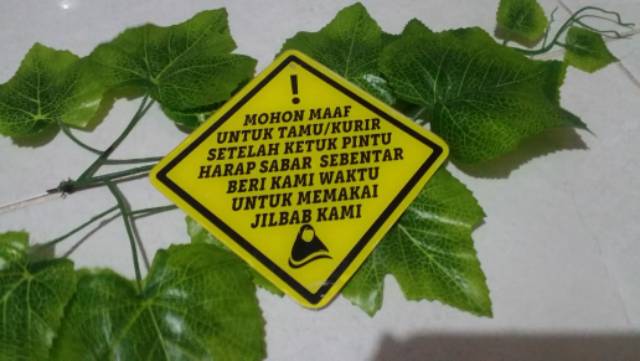 !
MOHON MAAF
UNTUK TAMU/KURIR
SETELAH KETUK PINTU
HARAP SABAR SEBENTAR
BERI KAMI WAKTU
UNTUK MEMAKAI
JILBAB KAMI